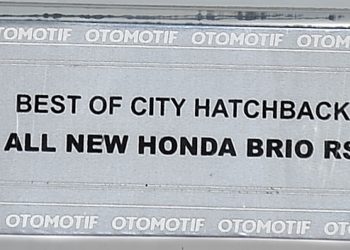 OTOMOTIF OTOMOTIF OTOMOTIF OTOMOTIF
BEST OF CITY HATCHBACK
ALL NEW HONDA BRIO RS
OTOMOTIF OTOMOTIF OTOMOTIF